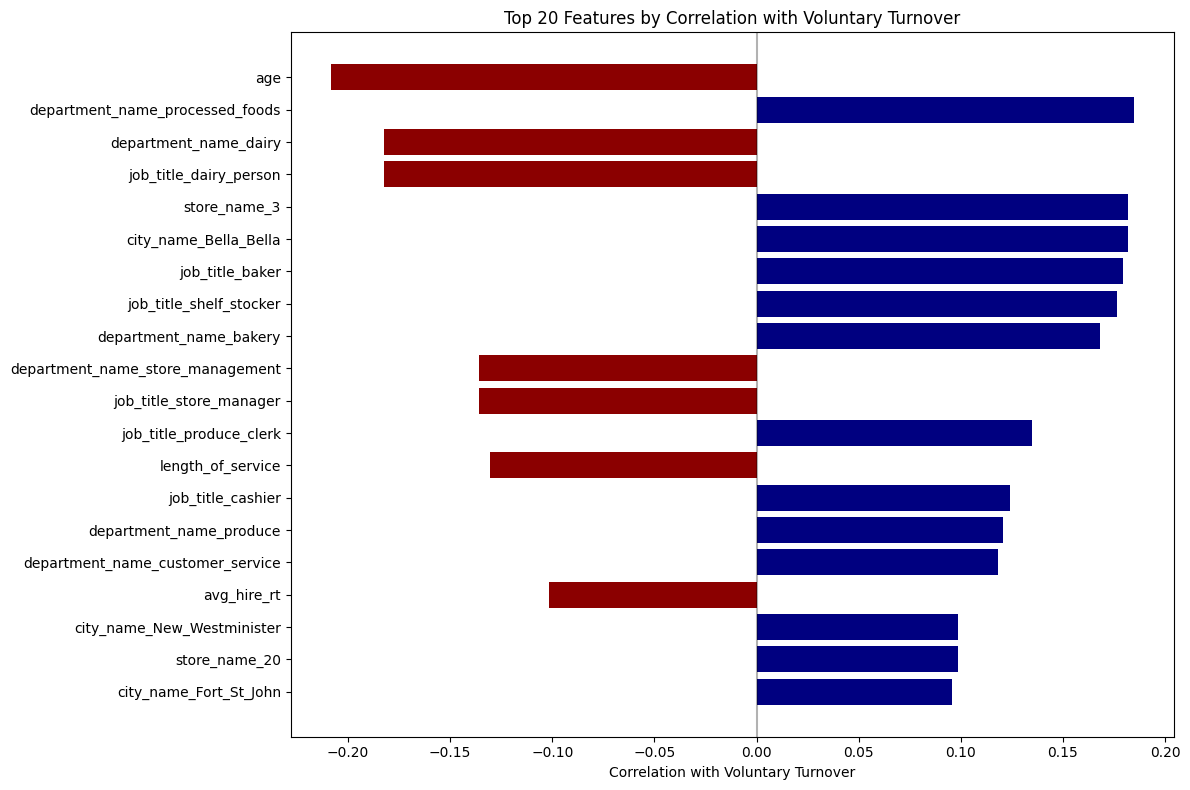 Top 20 Features by Correlation with Voluntary Turnover
age
department_name_processed_foods
department_name_dairy
job_title_dairy_person
store_name_3
city_name_Bella_Bella
job_title_baker
job_title_shelf_stocker
department_name_bakery
department_name_store_management
job_title_store_manager
job_title_produce_clerk
length_of_service
job_title_cashier
department_name_produce
department_name_customer_service
avg_hire_rt
city_name_New_Westminister
store_name_20
city_name_Fort_St_John
−0.20 −0.15 −0.10 −0.05 0.00 0.05 0.10 0.15 0.20
Correlation with Voluntary Turnover